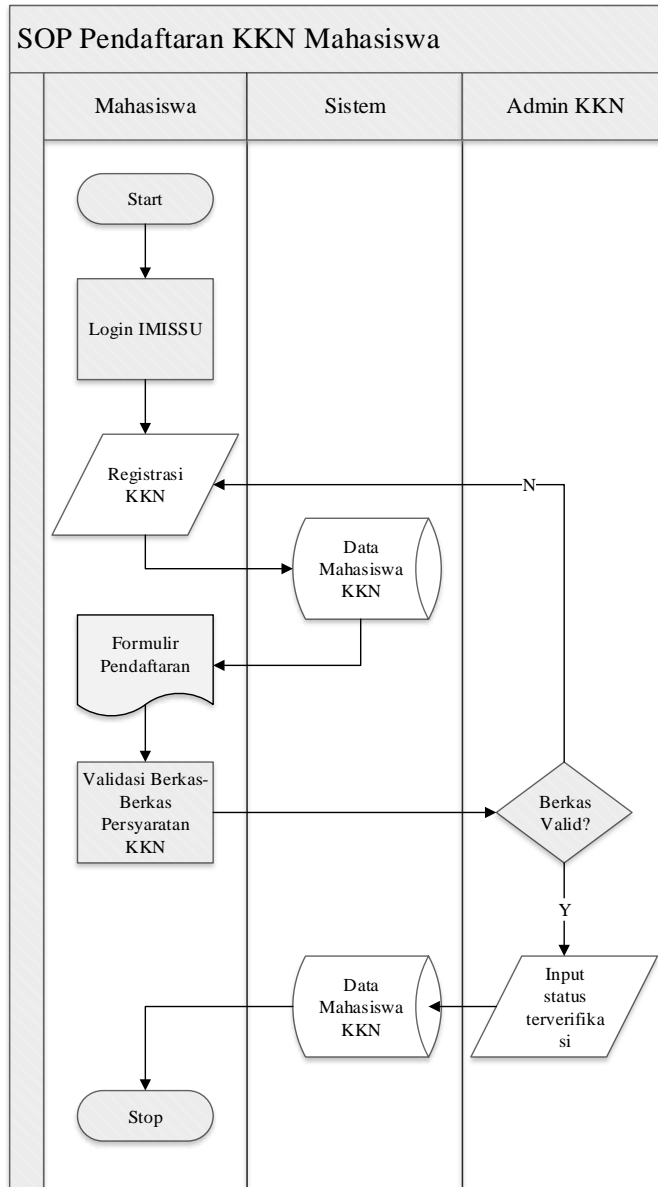 SOP Pendaftaran KKN Mahasiswa
Mahasiswa
Sistem
Admin KKN
Start
Login IMISSU
Registrasi
KKN
N
Data
Mahasiswa
KKN
Formulir
Pendaftaran
Validasi Berkas-
Berkas
Persyaratan
KKN
Berkas
Valid?
Y
Data
Mahasiswa
KKN
Input
status
terverifika
si
Stop